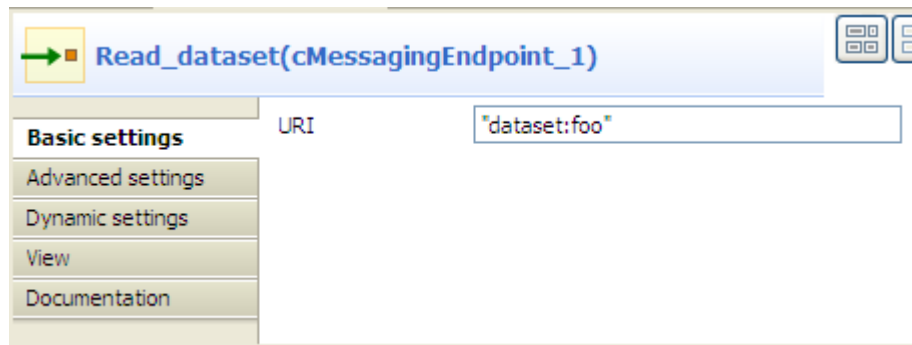 Read_dataset(cMessagingEndpoint_1)
Basic settings
URI
"dataset:foo"
Advanced settings
Dynamic settings
View
Documentation